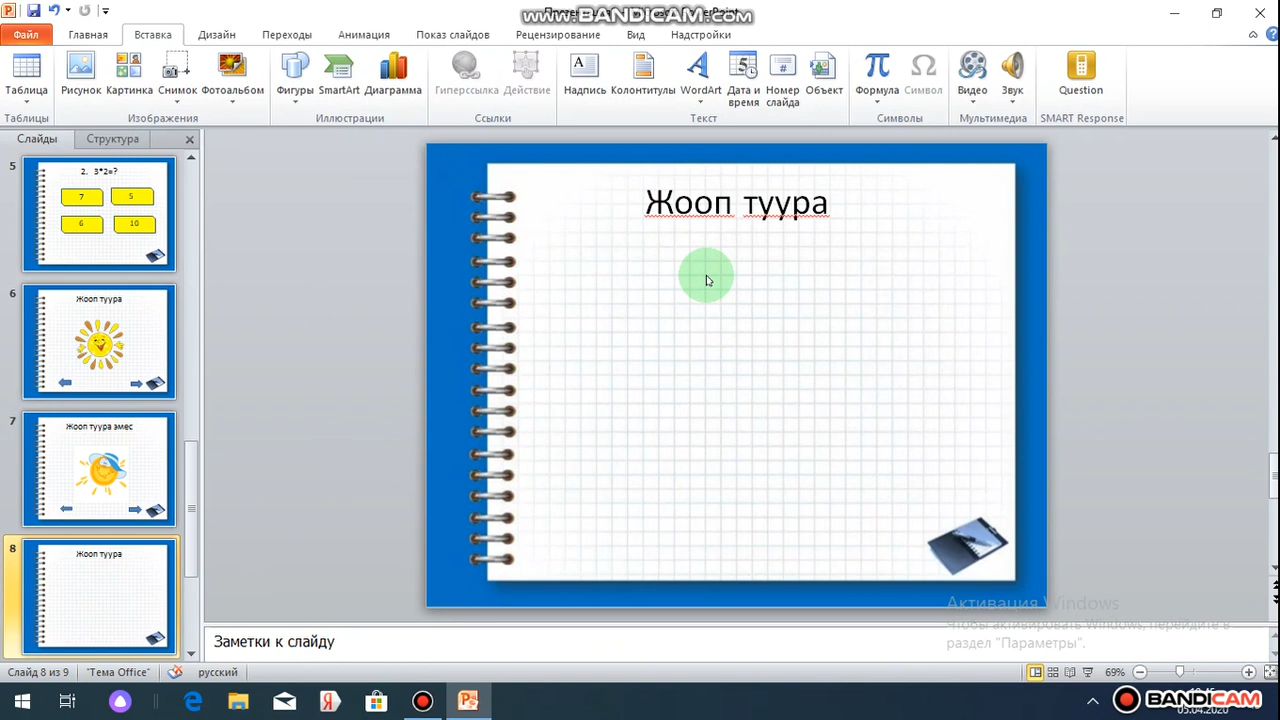 www.BANDICAM.com
Файл Главная Вставка Дизайн Переходы Анимация Показ слайдов Рецензирование Вид Надстройки
Таблица Рисунок Картинка Снимок Фотоальбом Фигуры SmartArt Диаграмма Гиперссылка Действие Надпись Колонтитулы WordArt Дата и время Номер слайда Объект Формула Символ Видео Звук Question
Таблицы Изображения Иллюстрации Ссылки Текст Символы Мультимедиа SMART Response
Слайды Структура
5
2. 3*2=?
7 5
6 10
6
Жооп туура
7
Жооп туура эмес
8
Жооп туура
Жооп туура
Активация Windows
Чтобы активировать Windows, перейдите в
раздел "Параметры".
Заметки к слайду
Слайд 8 из 9 "Тема Office" русский 69%
BANDICAM
05.04.2020